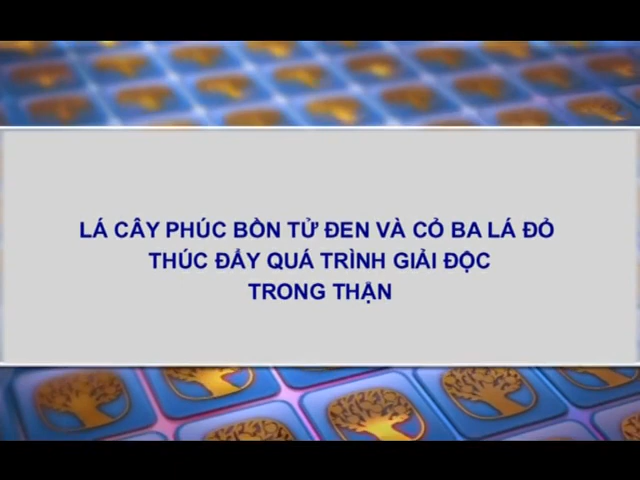 LÁ CÂY PHÚC BỒN TỬ ĐEN VÀ CỎ BA LÁ ĐỎ
THÚC ĐẨY QUÁ TRÌNH GIẢI ĐỘC
TRONG THẬN